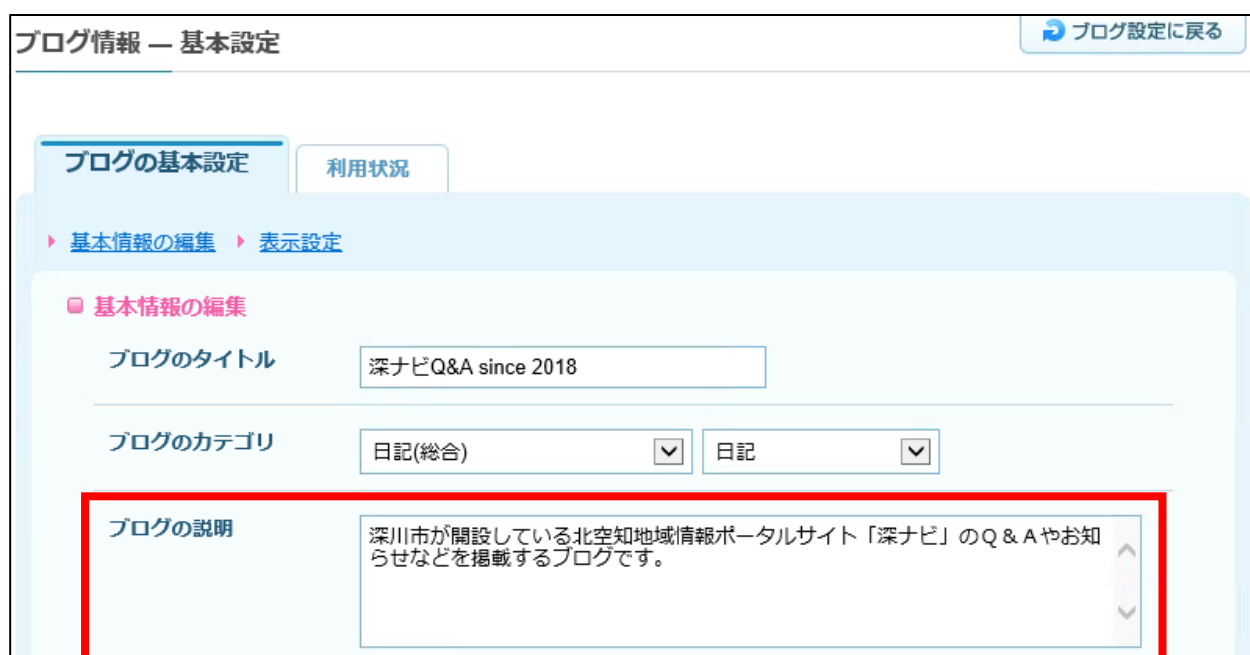 ブログ情報 ― 基本設定
ブログ設定に戻る
ブログの基本設定
利用状況
基本情報の編集
表示設定
基本情報の編集
ブログのタイトル
深ナビQ&A since 2018
ブログのカテゴリ
日記(総合)
日記
ブログの説明
深川市が開設している北空知地域情報ポータルサイト「深ナビ」のQ&Aやお知
らせなどを掲載するブログです。